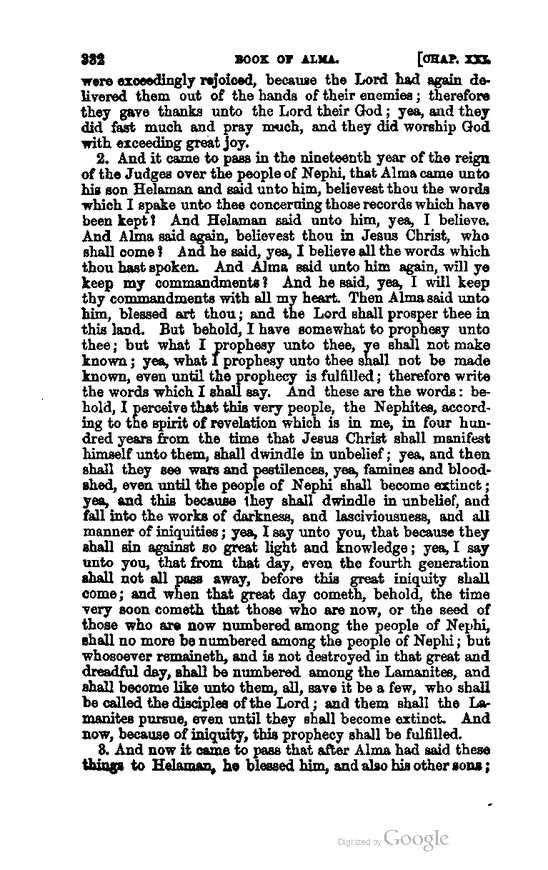 332 BOOK OF ALMA. [CHAP. XXI.
were exceedingly rejoiced, because the Lord had again de-
livered them out of the hands of their enemies; therefore
they gave thanks unto the Lord their God; yea, and they
did fast much and pray much, and they did worship God
with exceeding great joy.
2. And it came to pass in the nineteenth year of the reign
of the Judges over the people of Nephi, that Alma came unto
his son Helaman and said unto him, believest thou the words
which I spake unto thee concerning those records which have
been kept? And Helaman said unto him, yea, I believe.
And Alma said again, believest thou in Jesus Christ, who
shall come? And he said, yea, I believe all the words which
thou hast spoken. And Alma said unto him again, will ye
keep my commandments? And he said, yea, I will keep
thy commandments with all my heart. Then Alma said unto
him, blessed art thou; and the Lord shall prosper thee in
this land. But behold, I have somewhat to prophesy unto
thee; but what I prophesy unto thee, ye shall not make
known; yea, what I prophesy unto thee shall not be made
known, even until the prophecy is fulfilled; therefore write
the words which I shall say. And these are the words: be-
hold, I perceive that this very people, the Nephites, accord-
ing to the spirit of revelation which is in me, in four hun-
dred years from the time that Jesus Christ shall manifest
himself unto them, shall dwindle in unbelief; yea, and then
shall they see wars and pestilences, yea, famines and blood-
shed, even until the people of Nephi shall become extinct;
yea, and this because they shall dwindle in unbelief, and
fall into the works of darkness, and lasciviousness, and all
manner of iniquities; yea, I say unto you, that because they
shall sin against so great light and knowledge; yea, I say
unto you, that from that day, even the fourth generation
shall not all pass away, before this great iniquity shall
come; and when that great day cometh, behold, the time
very soon cometh that those who are now, or the seed of
those who are now numbered among the people of Nephi,
shall no more be numbered among the people of Nephi; but
whosoever remaineth, and is not destroyed in that great and
dreadful day, shall be numbered among the Lamanites, and
shall become like unto them, all, save it be a few, who shall
be called the disciples of the Lord; and them shall the La-
manites pursue, even until they shall become extinct. And
now, because of iniquity, this prophecy shall be fulfilled.
3. And now it came to pass that after Alma had said these
things to Helaman, he blessed him, and also his other sons;
Digitized by Google